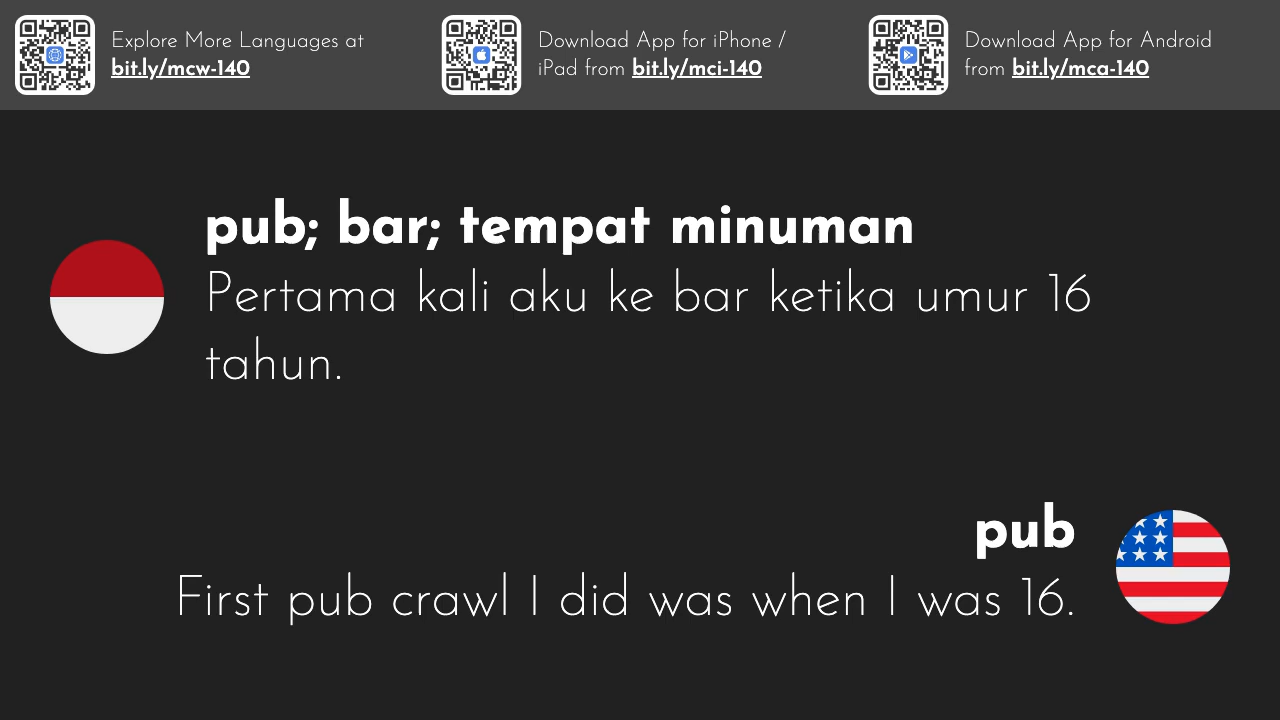 Explore More Languages at
bit.ly/mcw-140
Download App for iPhone /
iPad from bit.ly/mci-140
Download App for Android
from bit.ly/mca-140
pub; bar; tempat minuman
Pertama kali aku ke bar ketika umur 16
tahun.
pub
First pub crawl I did was when I was 16.